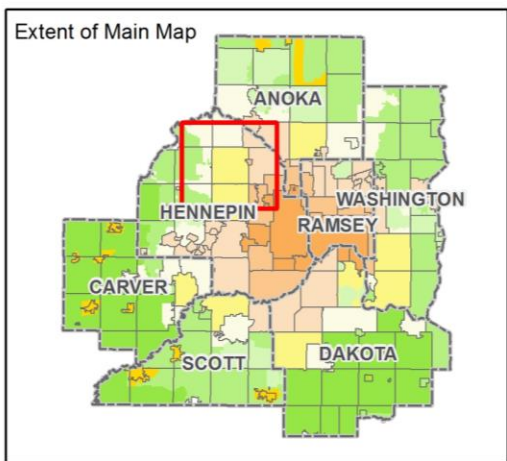 Extent of Main Map
ANOKA
WASHINGTON
HENNEPIN
RAMSEY
CARVER
SCOTT
DAKOTA